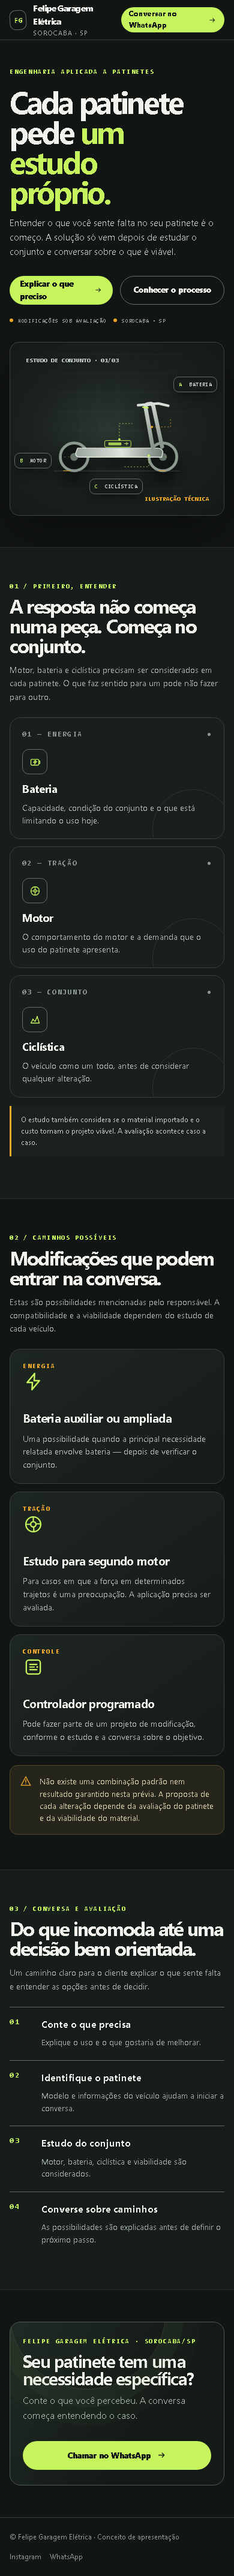 FG
Felipe Garagem
Elétrica
SOROCABA · SP
Conversar no
WhatsApp →
ENGENHARIA APLICADA A PATINETES
Cada patinete
pede um
estudo
próprio.
Entender o que você sente falta no seu patinete é o
começo. A solução só vem depois de estudar o
conjunto e conversar sobre o que é viável.
Explicar o que
preciso →
Conhecer o processo
MODIFICAÇÕES SOB AVALIAÇÃO
SOROCABA · SP
ESTUDO DE CONJUNTO · 01/03
A BATERIA
B MOTOR
C CICLÍSTICA
ILUSTRAÇÃO TÉCNICA
01 / PRIMEIRO, ENTENDER
A resposta não começa
numa peça. Começa no
conjunto.
Motor, bateria e ciclística precisam ser considerados em
cada patinete. O que faz sentido para um pode não fazer
para outro.
01 — ENERGIA
Bateria
Capacidade, condição do conjunto e o que está
limitando o uso hoje.
02 — TRAÇÃO
Motor
O comportamento do motor e a demanda que o
uso do patinete apresenta.
03 — CONJUNTO
Ciclística
O veículo como um todo, antes de considerar
qualquer alteração.
O estudo também considera se o material importado e o
custo tornam o projeto viável. A avaliação acontece caso a
caso.
02 / CAMINHOS POSSÍVEIS
Modificações que podem
entrar na conversa.
Estas são possibilidades mencionadas pelo responsável. A
compatibilidade e a viabilidade dependem do estudo de
cada veículo.
ENERGIA
Bateria auxiliar ou ampliada
Uma possibilidade quando a principal necessidade
relatada envolve bateria — depois de verificar o
conjunto.
TRAÇÃO
Estudo para segundo motor
Para casos em que a força em determinados
trajetos é uma preocupação. A aplicação precisa ser
avaliada.
CONTROLE
Controlador programado
Pode fazer parte de um projeto de modificação,
conforme o estudo e a conversa sobre o objetivo.
Não existe uma combinação padrão nem
resultado garantido nesta prévia. A proposta de
cada alteração depende da avaliação do patinete
e da viabilidade do material.
03 / CONVERSA E AVALIAÇÃO
Do que incomoda até uma
decisão bem orientada.
Um caminho claro para o cliente explicar o que sente falta
e entender as opções antes de decidir.
01
Conte o que precisa
Explique o uso e o que gostaria de melhorar.
02
Identifique o patinete
Modelo e informações do veículo ajudam a iniciar a
conversa.
03
Estudo do conjunto
Motor, bateria, ciclística e viabilidade são
considerados.
04
Converse sobre caminhos
As possibilidades são explicadas antes de definir o
próximo passo.
FELIPE GARAGEM ELÉTRICA · SOROCABA/SP
Seu patinete tem uma
necessidade específica?
Conte o que você percebeu. A conversa
começa entendendo o caso.
Chamar no WhatsApp →
© Felipe Garagem Elétrica · Conceito de apresentação
Instagram WhatsApp